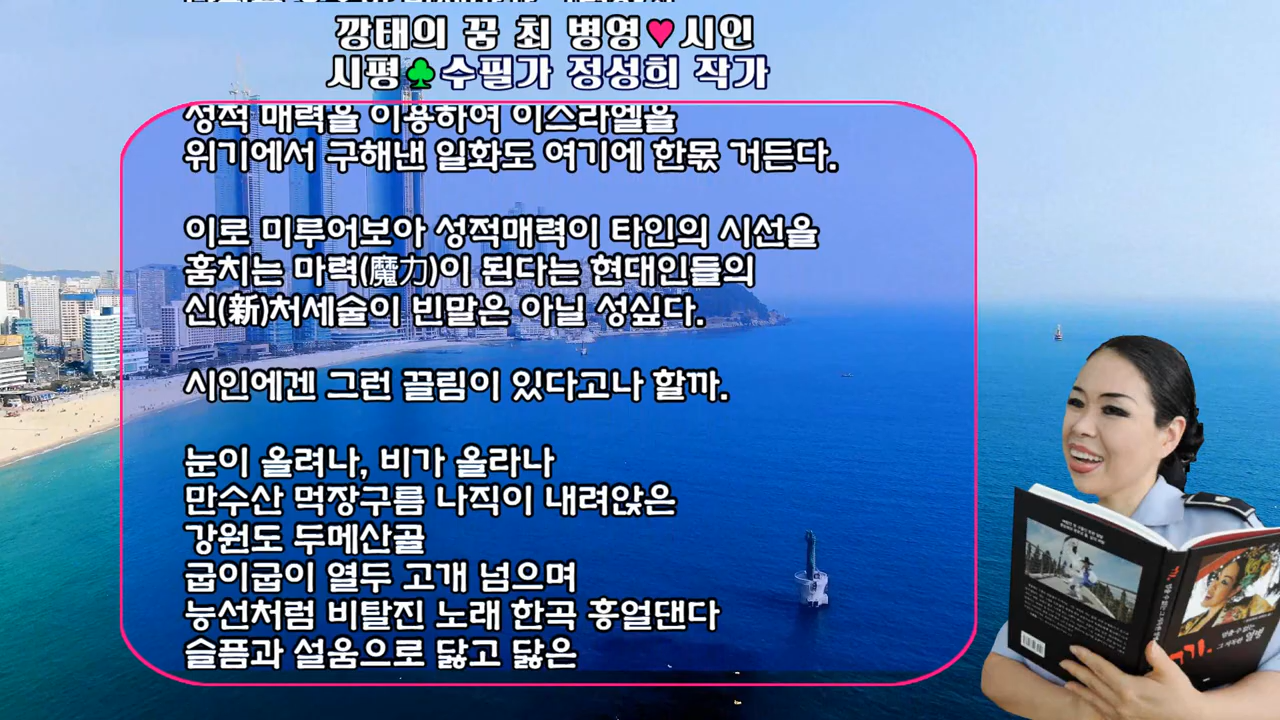 깡태의 꿈 최 병영♥시인
시평♣수필가 정성희 작가
성적 매력을 이용하여 이스라엘을
위기에서 구해낸 일화도 여기에 한몫 거든다.
이로 미루어보아 성적매력이 타인의 시선을
훔치는 마력(魔力)이 된다는 현대인들의
신(新)처세술이 빈말은 아닐 성싶다.
시인에겐 그런 끌림이 있다고나 할까.
눈이 올려나, 비가 올라나
만수산 먹장구름 나직이 내려앉은
강원도 두메산골
굽이굽이 열두 고개 넘으며
능선처럼 비탈진 노래 한곡 흥얼댄다
슬픔과 설움으로 닳고 닳은